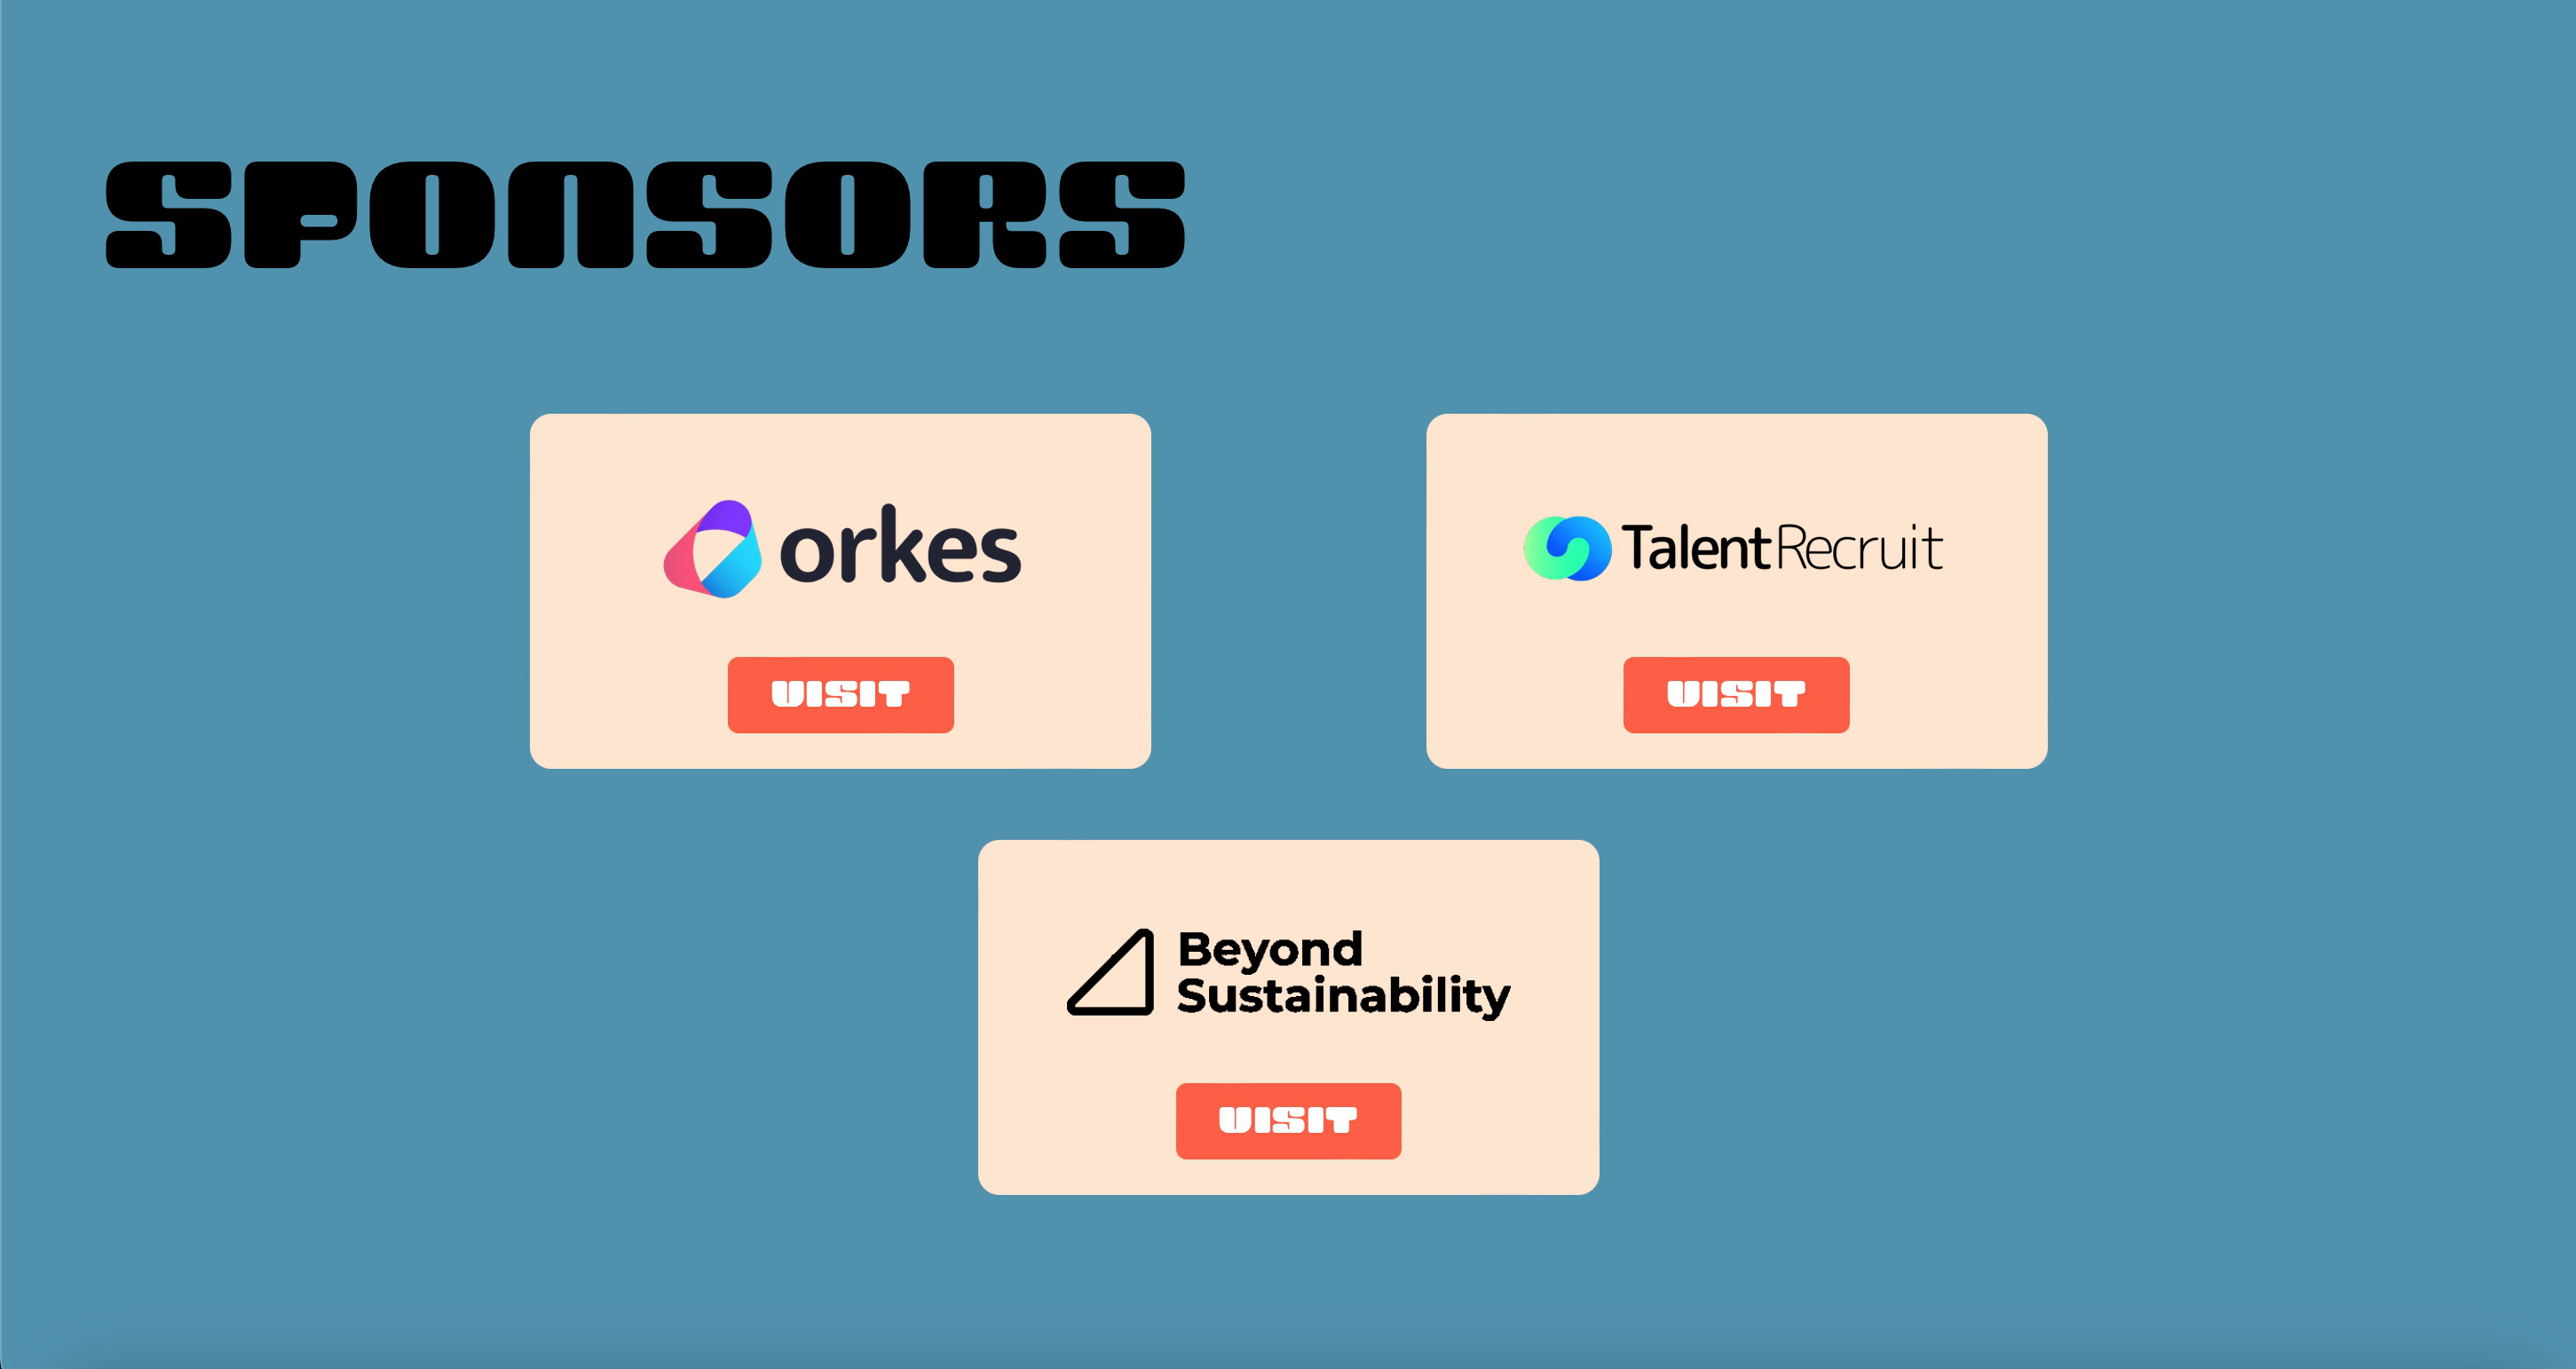 SPONSORS
orkes
VISIT
TalentRecruit
VISIT
Beyond
Sustainability
VISIT